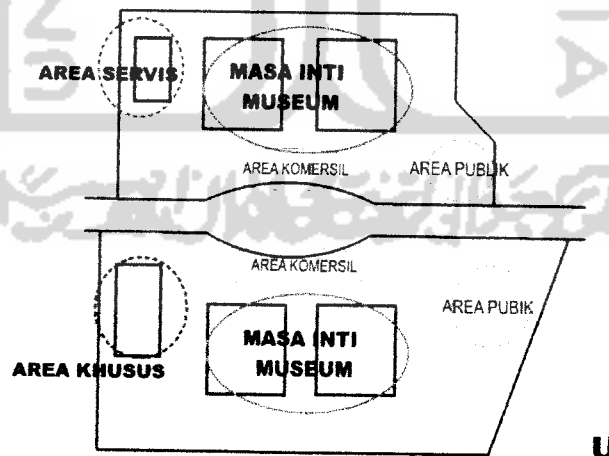 AREA SERVIS
MASA INTI
MUSEUM
AREA KOMERSIL
AREA PUBLIK
AREA KOMERSIL
AREA PUBIK
MASA INTI
MUSEUM
AREA KHUSUS
U